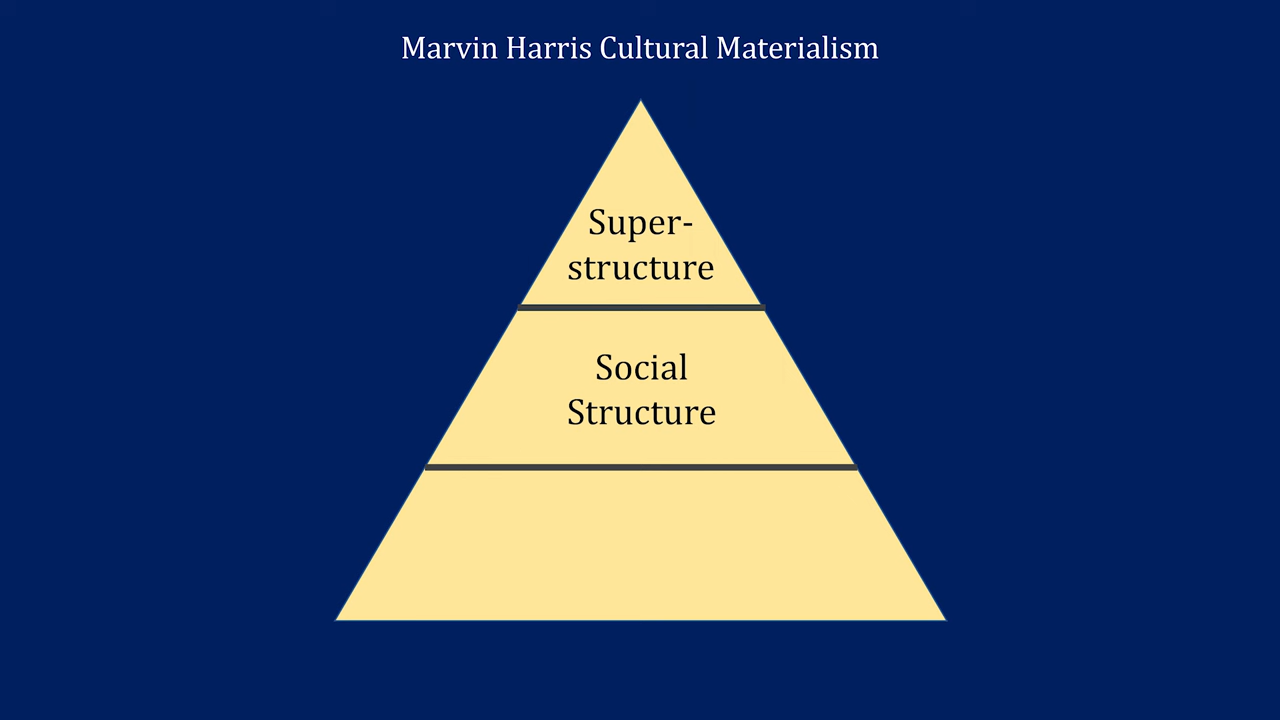 Marvin Harris Cultural Materialism
Super-
structure
Social
Structure